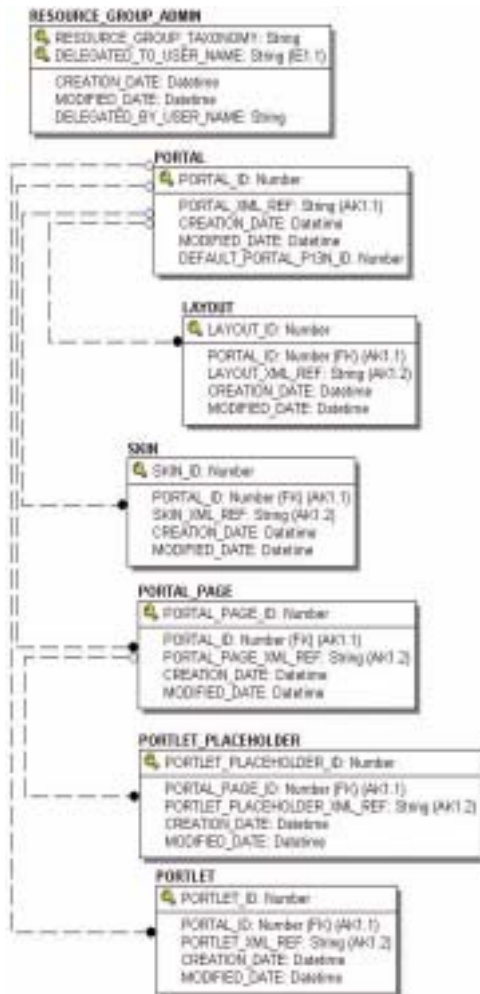 RESOURCE_GROUP_ADMIN
RESOURCE_GROUP_TAXONOMY: String
DELEGATED_TO_USER_NAME: String (IE1.1)
CREATION_DATE: Datetime
MODIFIED_DATE: Datetime
DELEGATED_BY_USER_NAME: String
PORTAL
PORTAL_ID: Number
PORTAL_XML_REF: String (AK1.1)
CREATION_DATE: Datetime
MODIFIED_DATE: Datetime
DEFAULT_PORTAL_P13N_ID: Number
LAYOUT
LAYOUT_ID: Number
PORTAL_ID: Number (FK) (AK1.1)
LAYOUT_XML_REF: String (AK1.2)
CREATION_DATE: Datetime
MODIFIED_DATE: Datetime
SKIN
SKIN_ID: Number
PORTAL_ID: Number (FK) (AK1.1)
SKIN_XML_REF: String (AK1.2)
CREATION_DATE: Datetime
MODIFIED_DATE: Datetime
PORTAL_PAGE
PORTAL_PAGE_ID: Number
PORTAL_ID: Number (FK) (AK1.1)
PORTAL_PAGE_XML_REF: String (AK1.2)
CREATION_DATE: Datetime
MODIFIED_DATE: Datetime
PORTLET_PLACEHOLDER
PORTLET_PLACEHOLDER_ID: Number
PORTAL_PAGE_ID: Number (FK) (AK1.1)
PORTLET_PLACEHOLDER_XML_REF: String (AK1.2)
CREATION_DATE: Datetime
MODIFIED_DATE: Datetime
PORTLET
PORTLET_ID: Number
PORTAL_ID: Number (FK) (AK1.1)
PORTLET_XML_REF: String (AK1.2)
CREATION_DATE: Datetime
MODIFIED_DATE: Datetime